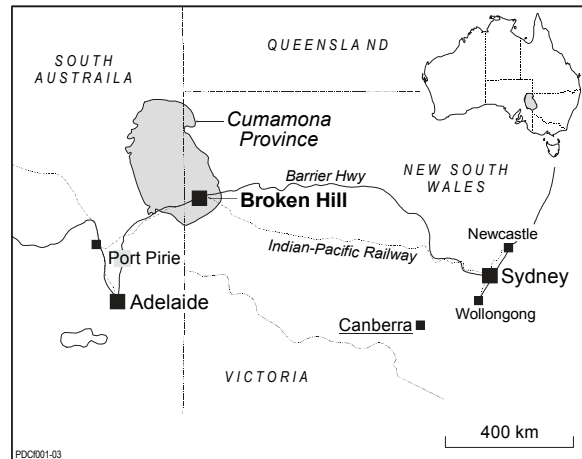 SOUTH
AUSTRAILA
QUEENSLAND
Cumamona
Province
NEW SOUTH
WALES
Barrier Hwy
Broken Hill
Newcastle
Port Pirie
Indian-Pacific Railway
Sydney
Adelaide
Wollongong
Canberra
VICTORIA
400 km
PDCf001-03